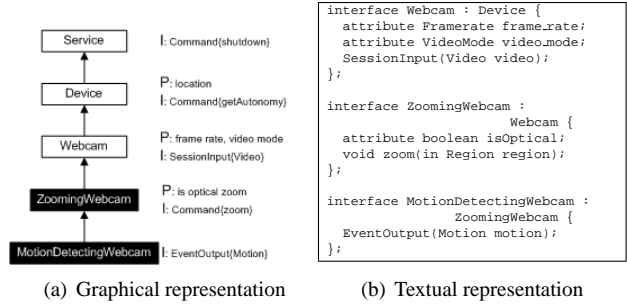 Service
I: Command{shutdown}
Device
P: location
I: Command{getAutonomy}
Webcam
P: frame rate, video mode
I: SessionInput{Video}
ZoomingWebcam
P: is optical zoom
I: Command{zoom}
MotionDetectingWebcam
I: EventOutput{Motion}
(a) Graphical representation
interface Webcam : Device {
attribute Framerate frame_rate;
attribute VideoMode video_mode;
SessionInput(Video video);
};
interface ZoomingWebcam :
Webcam {
attribute boolean isOptical;
void zoom(in Region region);
};
interface MotionDetectingWebcam :
ZoomingWebcam {
EventOutput(Motion motion);
};
(b) Textual representation